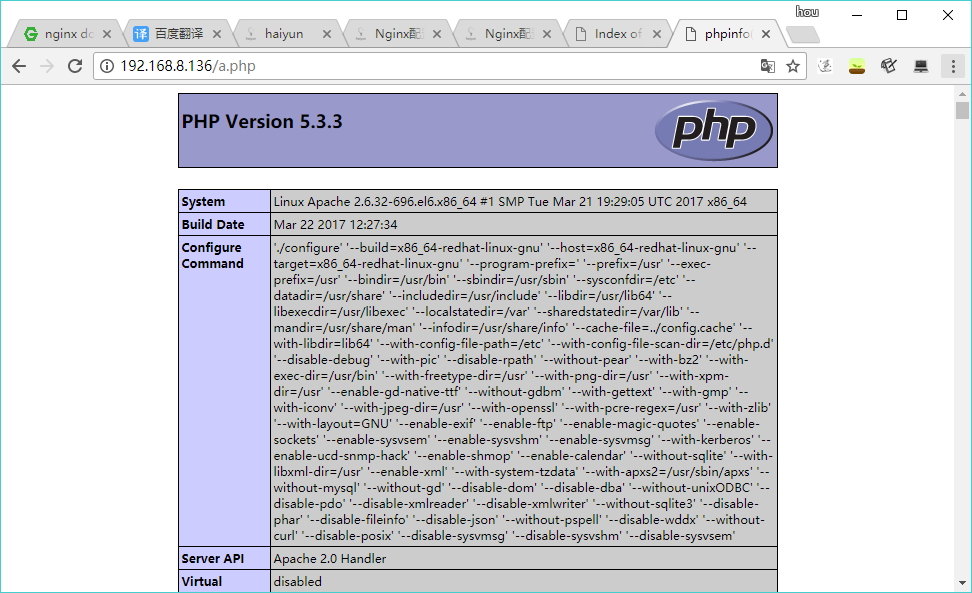 hou
nginx do
百度翻译
haiyun
Nginx配
Nginx配
Index of
phpinfo
192.168.8.136/a.php
PHP Version 5.3.3
php
System
Linux Apache 2.6.32-696.el6.x86_64 #1 SMP Tue Mar 21 19:29:05 UTC 2017 x86_64
Build Date
Mar 22 2017 12:27:34
Configure
Command
'./configure' '--build=x86_64-redhat-linux-gnu' '--host=x86_64-redhat-linux-gnu' '--
target=x86_64-redhat-linux-gnu' '--program-prefix=' '--prefix=/usr' '--exec-
prefix=/usr' '--bindir=/usr/bin' '--sbindir=/usr/sbin' '--sysconfdir=/etc' '--
datadir=/usr/share' '--includedir=/usr/include' '--libdir=/usr/lib64' '--
libexecdir=/usr/libexec' '--localstatedir=/var' '--sharedstatedir=/var/lib' '--
mandir=/usr/share/man' '--infodir=/usr/share/info' '--cache-file=../config.cache' '--
with-libdir=lib64' '--with-config-file-path=/etc' '--with-config-file-scan-dir=/etc/php.d'
'--disable-debug' '--with-pic' '--disable-rpath' '--without-pear' '--with-bz2' '--with-
exec-dir=/usr/bin' '--with-freetype-dir=/usr' '--with-png-dir=/usr' '--with-xpm-
dir=/usr' '--enable-gd-native-ttf' '--without-gdbm' '--with-gettext' '--with-gmp' '--
with-iconv' '--with-jpeg-dir=/usr' '--with-openssl' '--with-pcre-regex=/usr' '--with-zlib'
'--with-layout=GNU' '--enable-exif' '--enable-ftp' '--enable-magic-quotes' '--enable-
sockets' '--enable-sysvsem' '--enable-sysvshm' '--enable-sysvmsg' '--with-kerberos' '--
enable-ucd-snmp-hack' '--enable-shmop' '--enable-calendar' '--without-sqlite' '--with-
libxml-dir=/usr' '--enable-xml' '--with-system-tzdata' '--with-apxs2=/usr/sbin/apxs' '--
without-mysql' '--without-gd' '--disable-dom' '--disable-dba' '--without-unixODBC' '--
disable-pdo' '--disable-xmlreader' '--disable-xmlwriter' '--without-sqlite3' '--disable-
phar' '--disable-fileinfo' '--disable-json' '--without-pspell' '--disable-wddx' '--without-
curl' '--disable-posix' '--disable-sysvmsg' '--disable-sysvshm' '--disable-sysvsem'
Server API
Apache 2.0 Handler
Virtual
disabled